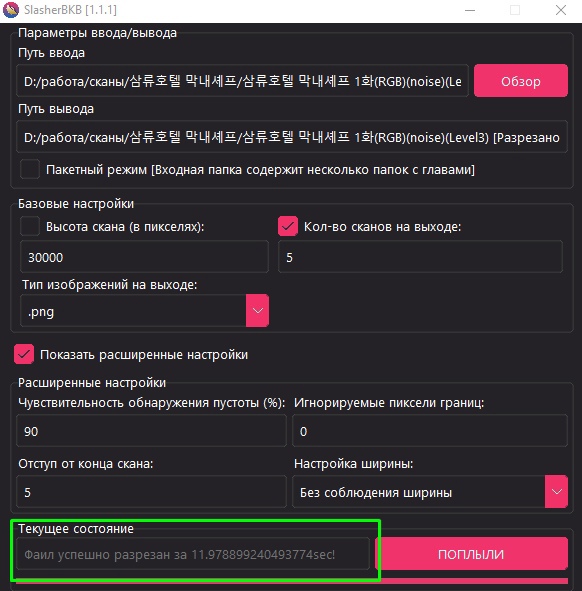 SlasherBKB [1.1.1]
Параметры ввода/вывода
Путь ввода
D:/работа/сканы/삼류호텔 막내셰프/삼류호텔 막내셰프 1화(RGB)(noise)(Le
Обзор
Путь вывода
D:/работа/сканы/삼류호텔 막내셰프/삼류호텔 막내셰프 1화(RGB)(noise)(Level3) [Разрезано
Пакетный режим [Входная папка содержит несколько папок с главами]
Базовые настройки
Высота скана (в пикселях):
Кол-во сканов на выходе:
30000
5
Тип изображений на выходе:
.png
Показать расширенные настройки
Расширенные настройки
Чувствительность обнаружения пустоты (%):
Игнорируемые пиксели границ:
90
0
Отступ от конца скана:
Настройка ширины:
5
Без соблюдения ширины
Текущее состояние
Фаил успешно разрезан за 11.978899240493774sec!
ПОПЛЫЛИ